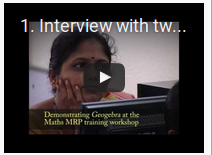 1. Interview with tw...
Demonstrating Geogebra at the
Maths MRP training workshop